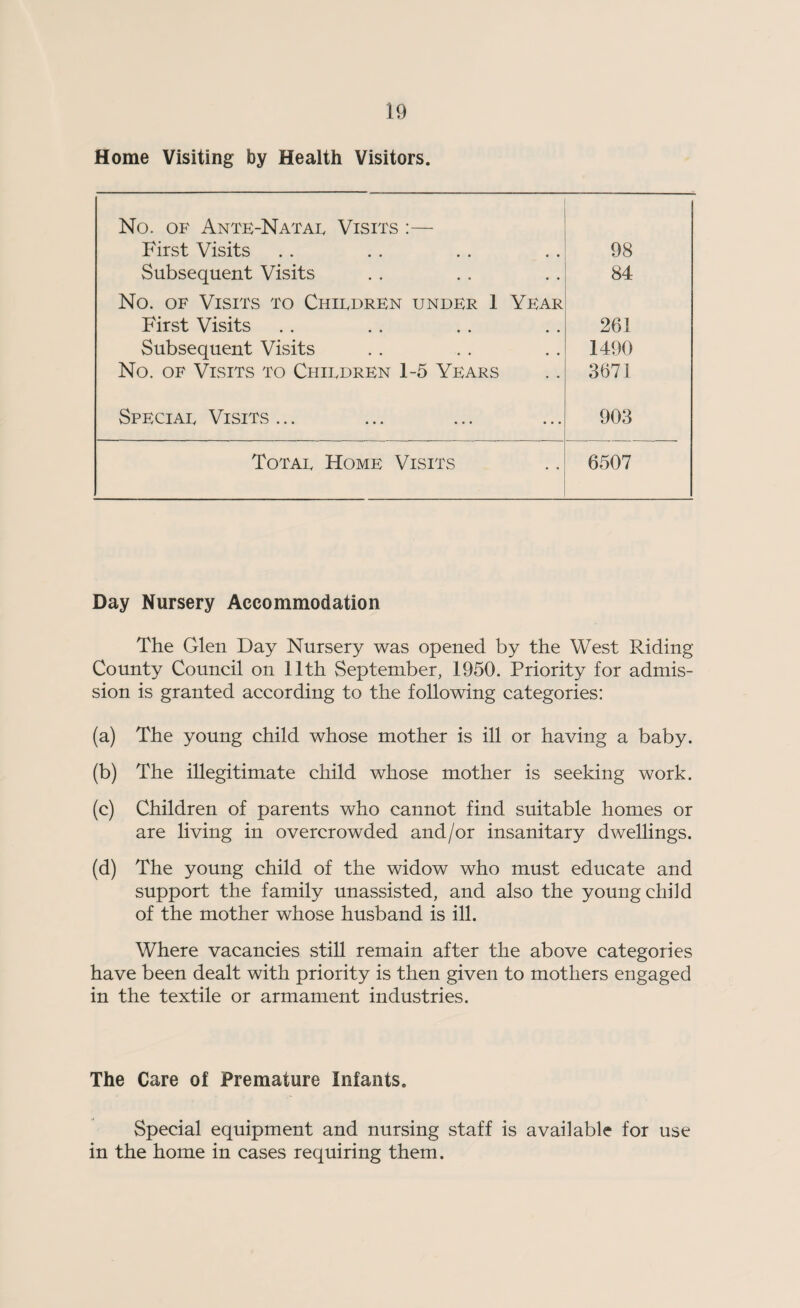 19
Home Visiting by Health Visitors.
No. of Ante-Natal Visits :—
First Visits .. .. .. .. 98
Subsequent Visits .. .. .. 84
No. of Visits to Children under 1 Year
First Visits .. .. .. .. 261
Subsequent Visits .. .. .. 1490
No. of Visits to Children 1-5 Years .. 3671
Special Visits ... ... ... ... 903
Total Home Visits .. 6507
Day Nursery Accommodation
The Glen Day Nursery was opened by the West Riding
County Council on 11th September, 1950. Priority for admis-
sion is granted according to the following categories:
(a) The young child whose mother is ill or having a baby.
(b) The illegitimate child whose mother is seeking work.
(c) Children of parents who cannot find suitable homes or
are living in overcrowded and/or insanitary dwellings.
(d) The young child of the widow who must educate and
support the family unassisted, and also the young child
of the mother whose husband is ill.
Where vacancies still remain after the above categories
have been dealt with priority is then given to mothers engaged
in the textile or armament industries.
The Care of Premature Infants.
Special equipment and nursing staff is available for use
in the home in cases requiring them.